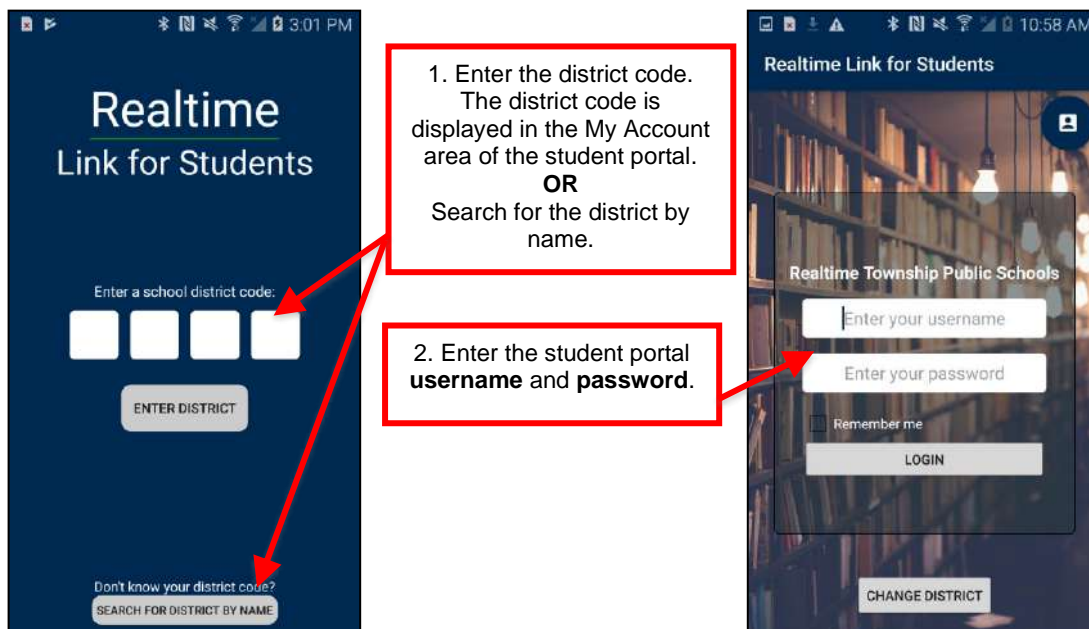 3:01 PM
Realtime
Link for Students
Enter a school district code:
ENTER DISTRICT
Don't know your district code?
SEARCH FOR DISTRICT BY NAME
1. Enter the district code.
The district code is
displayed in the My Account
area of the student portal.
OR
Search for the district by
name.
2. Enter the student portal
username and password.
10:58 AM
Realtime Link for Students
Realtime Township Public Schools
Enter your username
Enter your password
Remember me
LOGIN
CHANGE DISTRICT